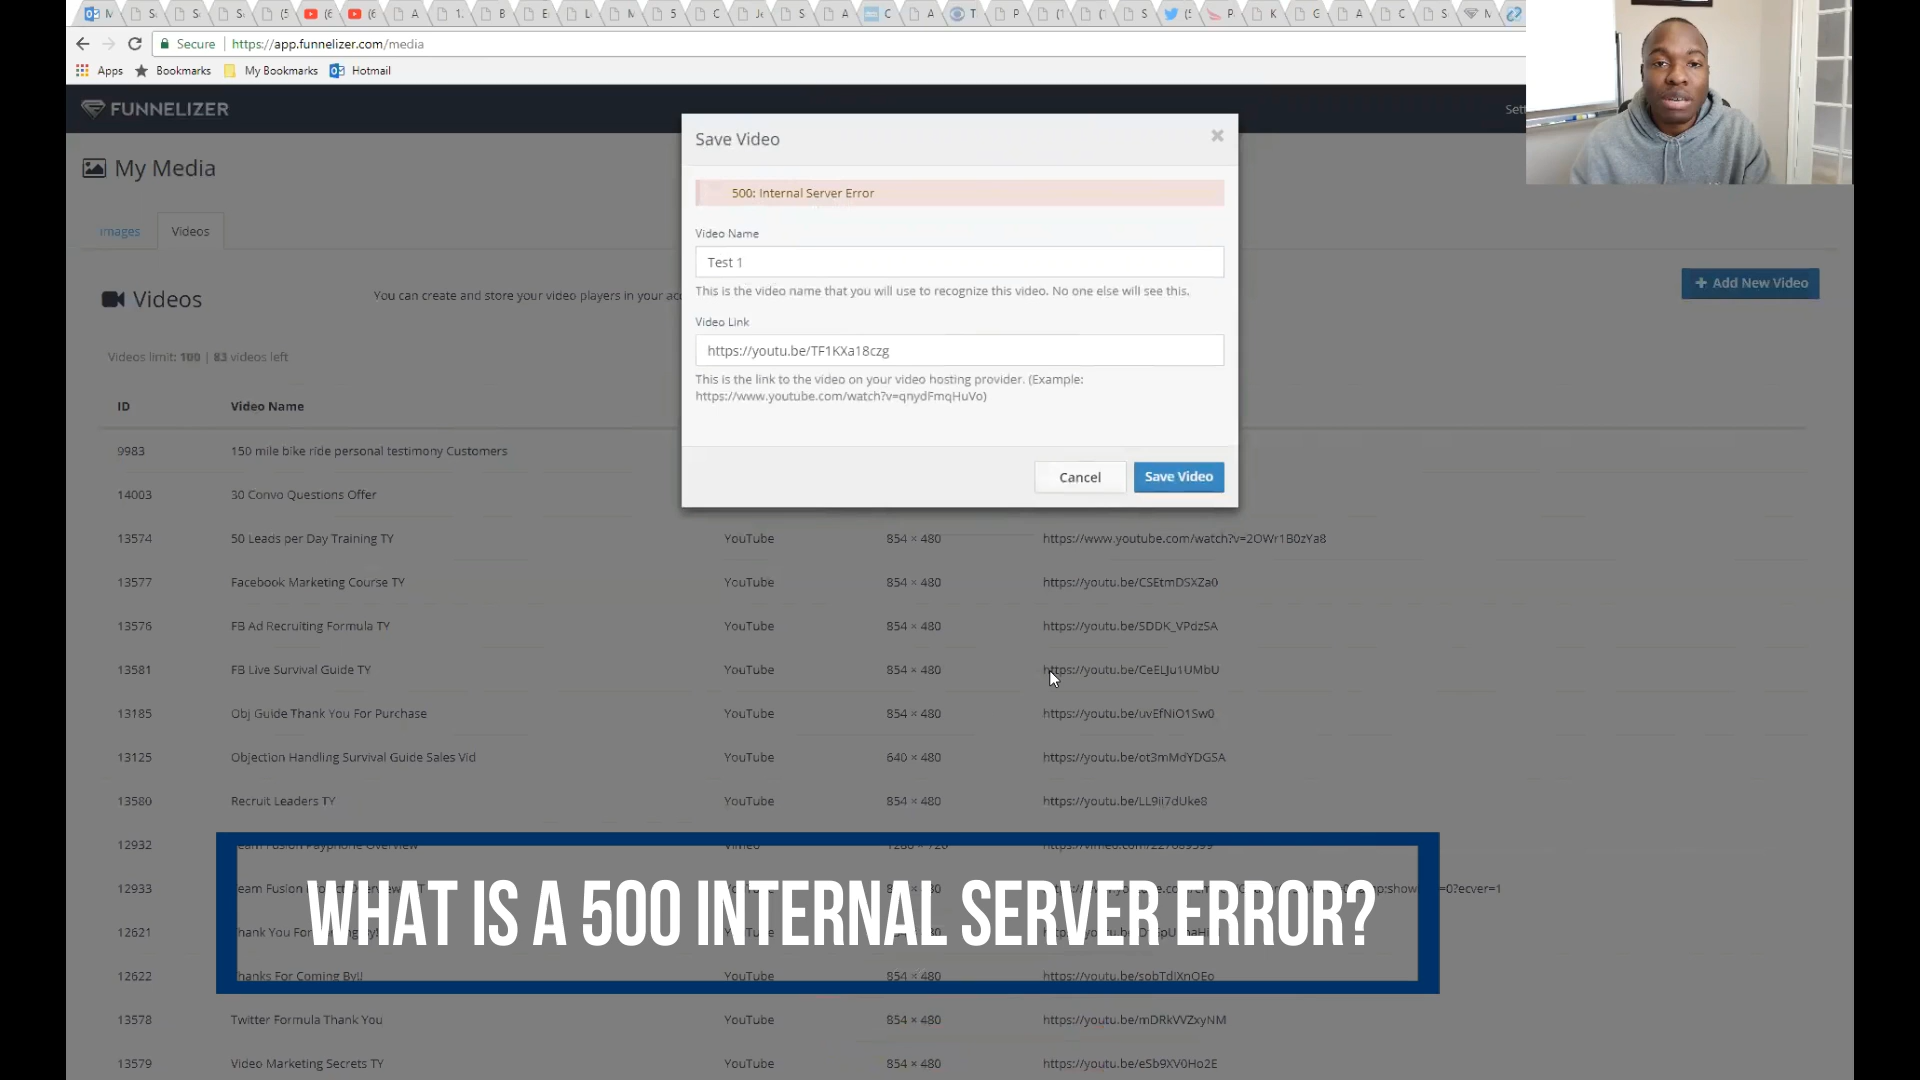 Secure https://app.funnelizer.com/media
Apps Bookmarks My Bookmarks Hotmail
FUNNELIZER
My Media
Images Videos
Videos
You can create and store your video players in your
Add New Video
Videos limit: 100 | 83 videos left
ID Video Name
Save Video
500: Internal Server Error
Video Name
Test 1
This is the video name that you will use to recognize this video. No one else will see this.
Video Link
https://youtu.be/TF1KXa18czg
This is the link to the video on your video hosting provider. (Example:
https://www.youtube.com/watch?v=qnydFmqHuVo)
Cancel Save Video
9983 150 mile bike ride personal testimony Customers
14003 30 Convo Questions Offer
13574 50 Leads per Day Training TY YouTube 854 × 480 https://www.youtube.com/watch?v=2OWr1B0zYa8
13577 Facebook Marketing Course TY YouTube 854 × 480 https://youtu.be/CSEtmDSXZa0
13576 FB Ad Recruiting Formula TY YouTube 854 × 480 https://youtu.be/SDDK_VPdzSA
13581 FB Live Survival Guide TY YouTube 854 × 480 https://youtu.be/CeELJu1UMbU
13185 Obj Guide Thank You For Purchase YouTube 854 × 480 https://youtu.be/uvEfNiO1Sw0
13125 Objection Handling Survival Guide Sales Vid YouTube 640 × 480 https://youtu.be/ot3mMdYDGSA
13580 Recruit Leaders TY YouTube 854 × 480 https://youtu.be/LL9ii7dUke8
12932
12933
WHAT IS A 500 INTERNAL SERVER ERROR?
12621
12622 Thanks For Coming By!! YouTube 854 × 480 https://youtu.be/sobTdIXnOEo
13578 Twitter Formula Thank You YouTube 854 × 480 https://youtu.be/mDRkVVZxyNM
13579 Video Marketing Secrets TY YouTube 854 × 480 https://youtu.be/eSb9XV0Ho2E